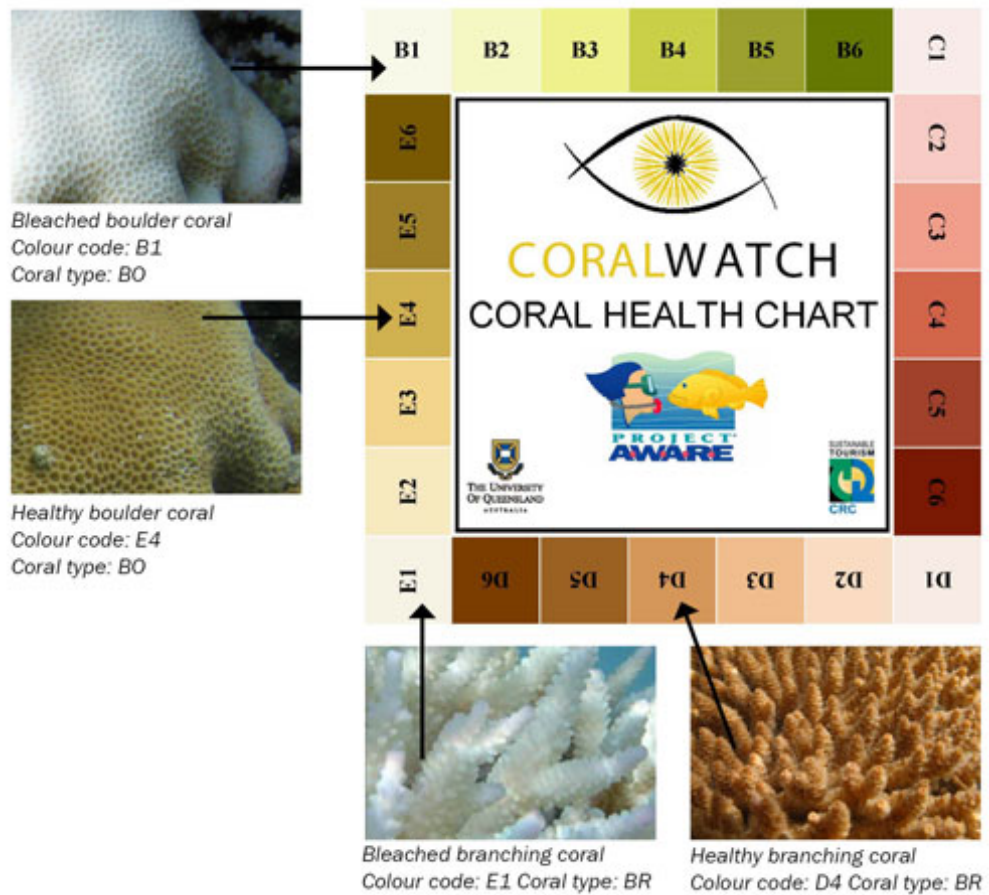 B1 B2 B3 B4 B5 B6 C1
E6
E5
E4
E3
E2
E1
C2
C3
C4
C5
C6
D6 D5 D4 D3 D2 D1
CORALWATCH
CORAL HEALTH CHART
PROJECT
AWARE
THE UNIVERSITY
OF QUEENSLAND
AUSTRALIA
SUSTAINABLE
TOURISM
CRC
Bleached boulder coral
Colour code: B1
Coral type: BO
Healthy boulder coral
Colour code: E4
Coral type: BO
Bleached branching coral
Colour code: E1 Coral type: BR
Healthy branching coral
Colour code: D4 Coral type: BR